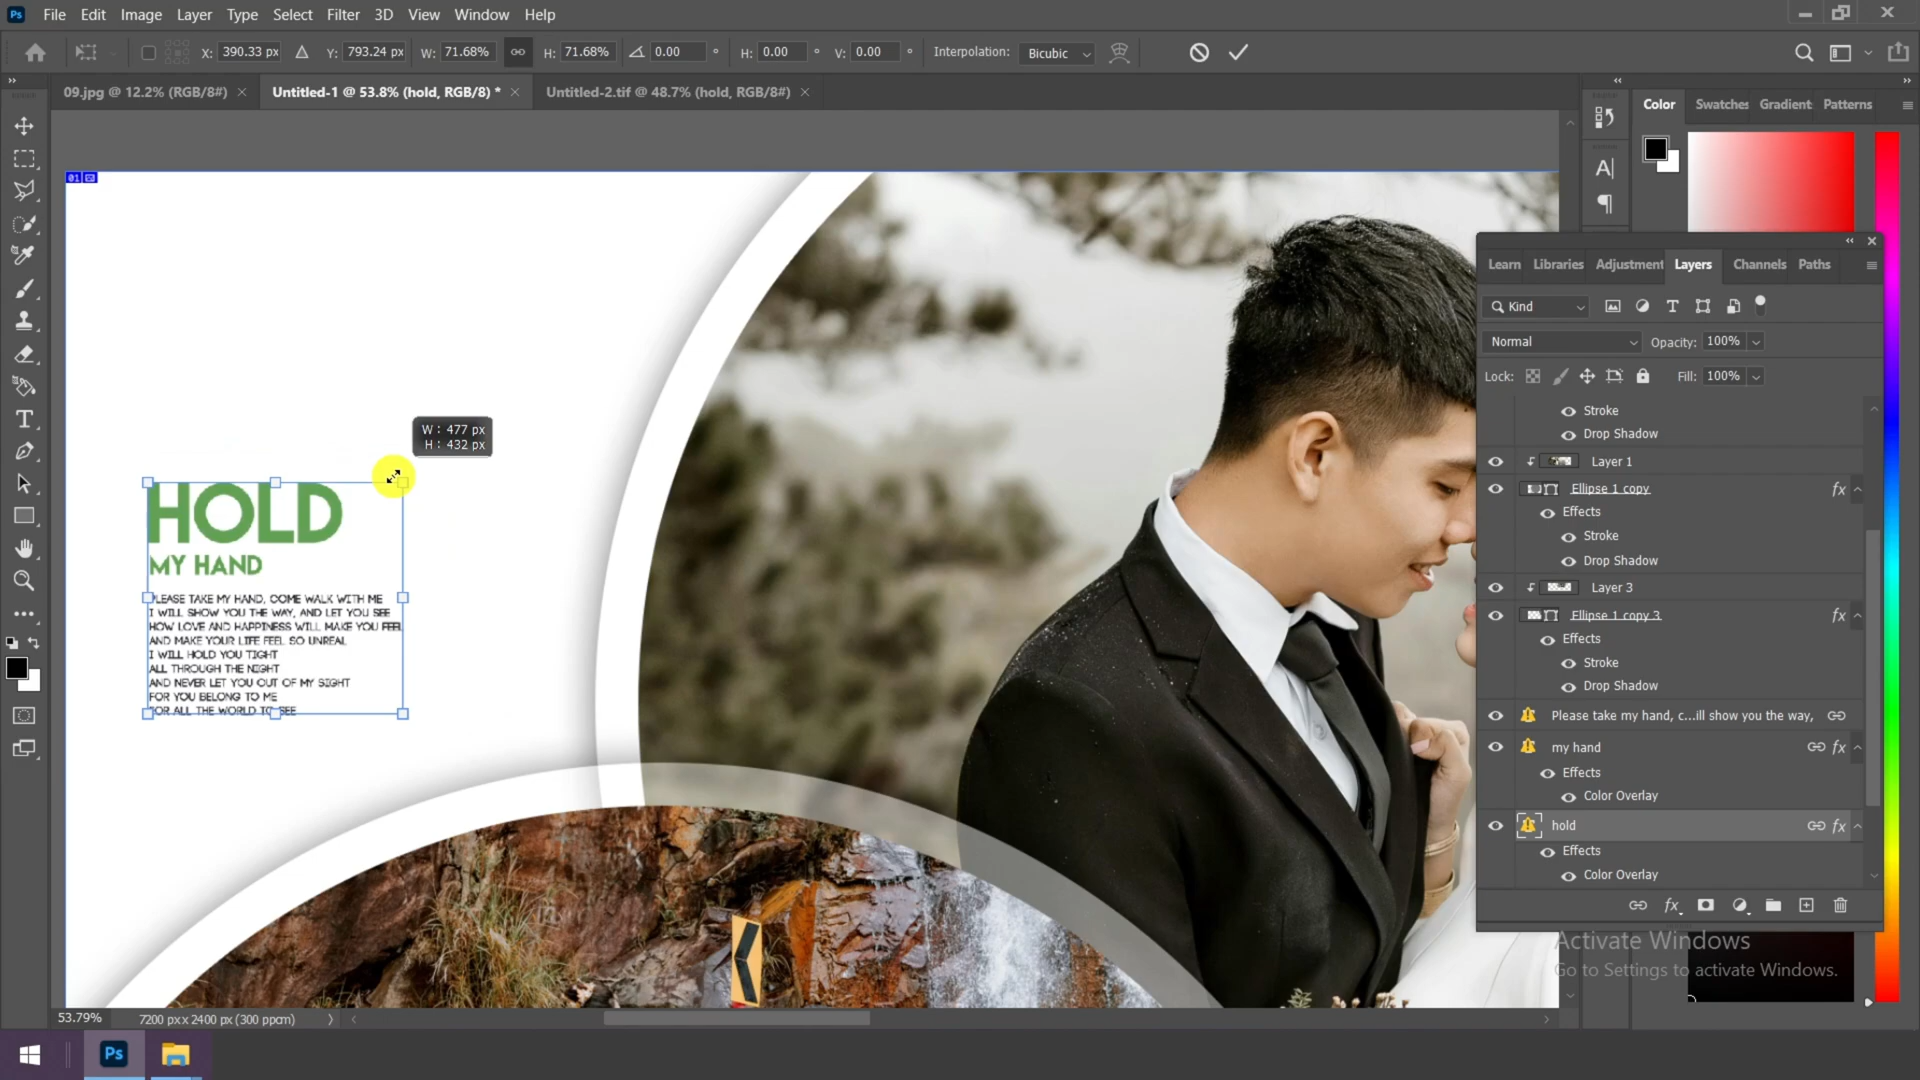 Ps File Edit Image Layer Type Select Filter 3D View Window Help
X: 390.33 px Y: 793.24 px W: 71.68% H: 71.68% 0.00 ° H: 0.00 ° V: 0.00 ° Interpolation: Bicubic
09.jpg @ 12.2% (RGB/8#) × Untitled-1 @ 53.8% (hold, RGB/8) * × Untitled-2.tif @ 48.7% (hold, RGB/8#) ×
Color Swatches Gradient Patterns
01
W : 477 px
H : 432 px
HOLD
MY HAND
PLEASE TAKE MY HAND, COME WALK WITH ME
I WILL SHOW YOU THE WAY, AND LET YOU SEE
HOW LOVE AND HAPPINESS WILL MAKE YOU FEEL
AND MAKE YOUR LIFE FEEL SO UNREAL
I WILL HOLD YOU TIGHT
ALL THROUGH THE NIGHT
AND NEVER LET YOU OUT OF MY SIGHT
FOR YOU BELONG TO ME
FOR ALL THE WORLD TO SEE
Learn Libraries Adjustment Layers Channels Paths
Kind
Normal Opacity: 100%
Lock: Fill: 100%
Stroke
Drop Shadow
Layer 1
Ellipse 1 copy fx
Effects
Stroke
Drop Shadow
Layer 3
Ellipse 1 copy 3 fx
Effects
Stroke
Drop Shadow
Please take my hand, c...ill show you the way,
my hand fx
Effects
Color Overlay
hold fx
Effects
Color Overlay
fx
Activate Windows
Go to Settings to activate Windows.
53.79% 7200 px x 2400 px (300 ppcm)
Ps